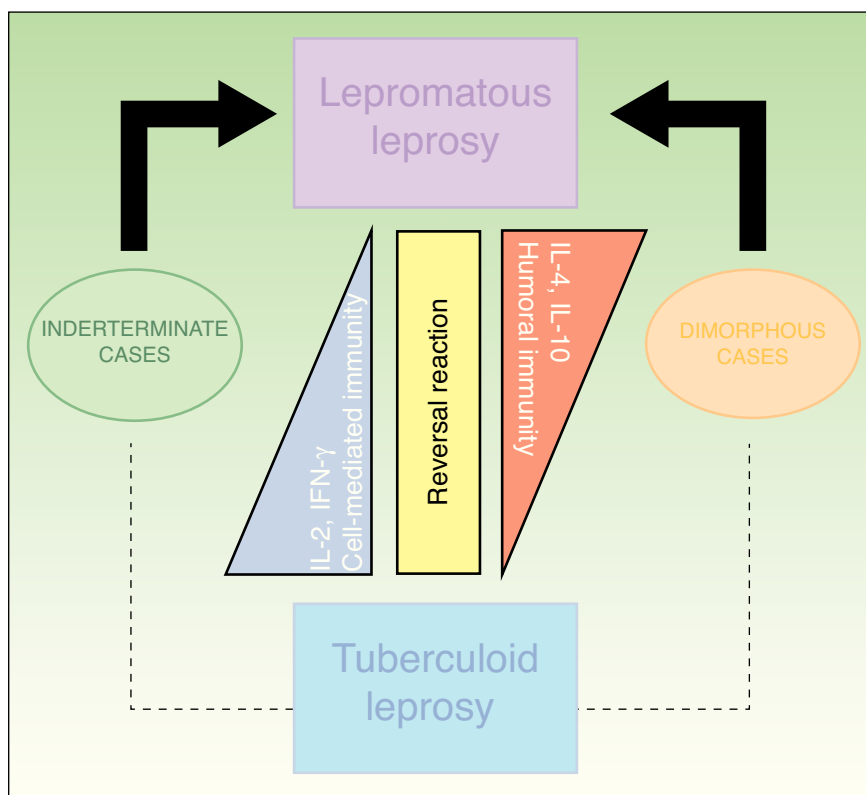 Lepromatous
leprosy
INDERTERMINATE
CASES
IL-2, IFN-γ
Cell-mediated immunity
Reversal reaction
IL-4, IL-10
Humoral immunity
DIMORPHOUS
CASES
Tuberculoid
leprosy